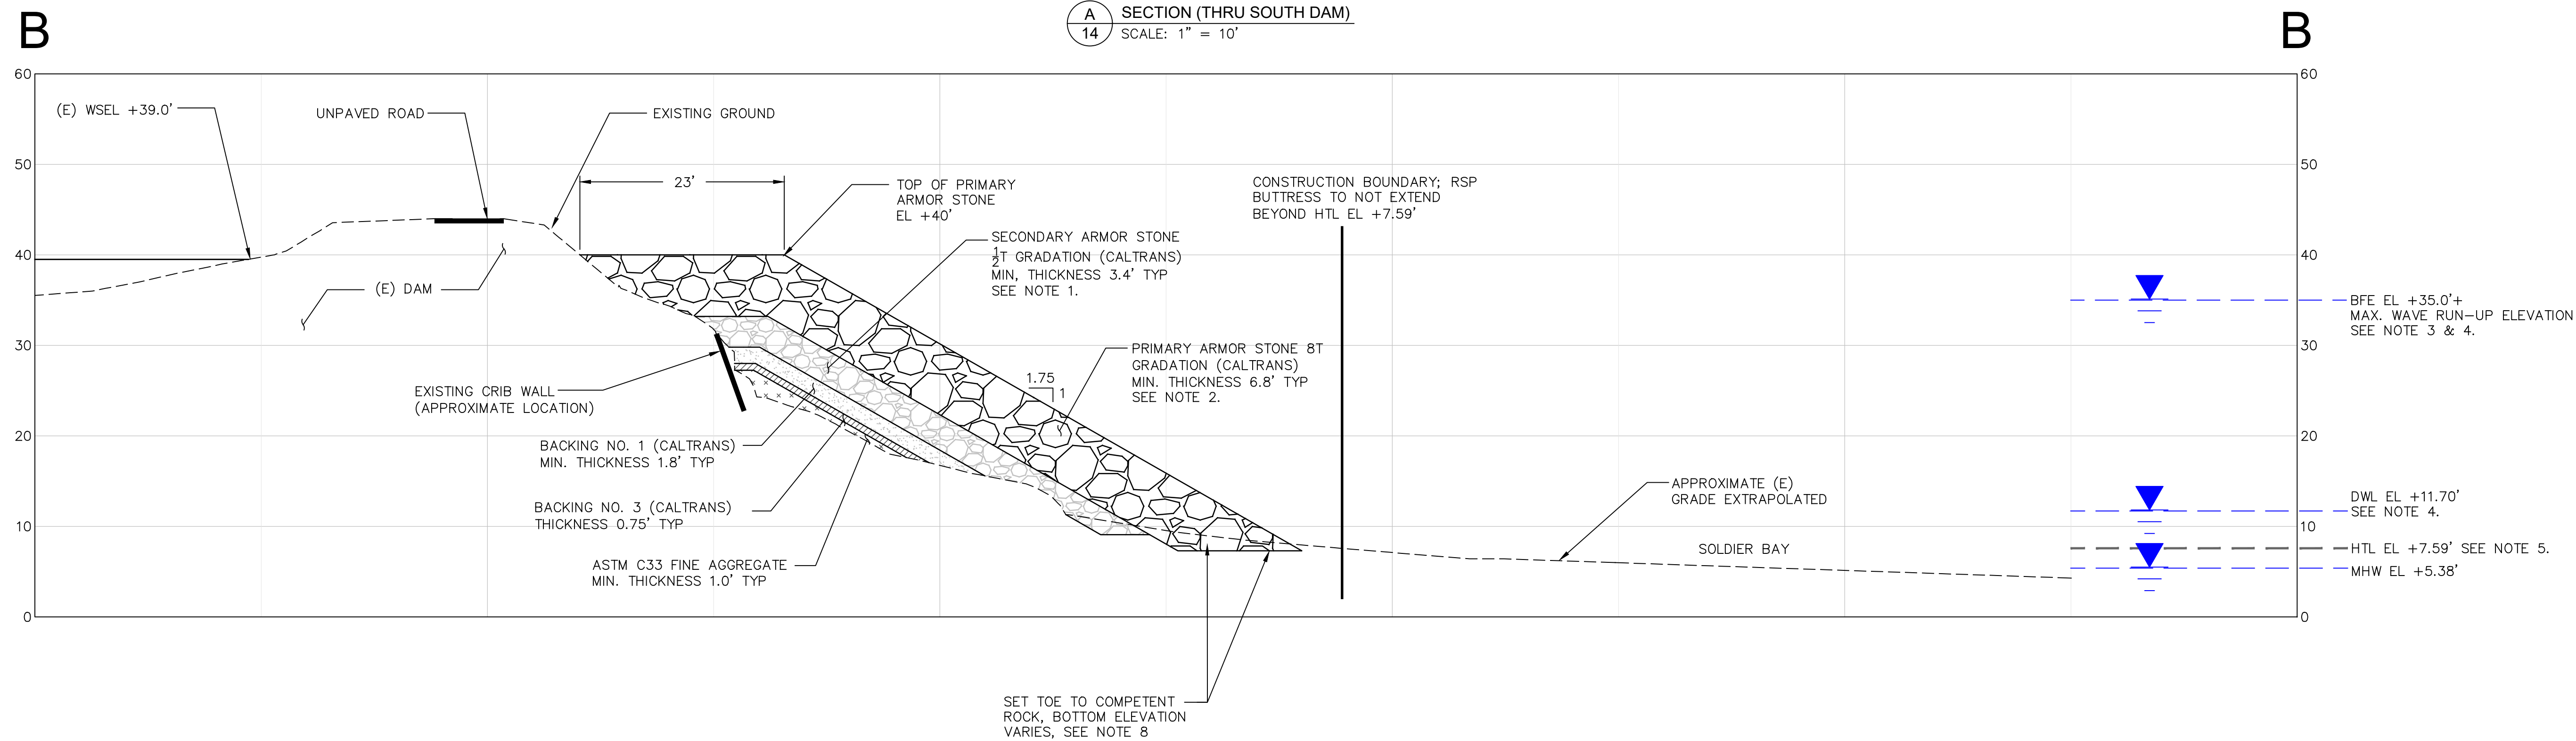 A
14
SECTION (THRU SOUTH DAM)
SCALE: 1" = 10'
B
B
60
50
40
30
20
10
0
60
50
40
30
20
10
0
(E) WSEL +39.0'
UNPAVED ROAD
EXISTING GROUND
23'
TOP OF PRIMARY
ARMOR STONE
EL +40'
SECONDARY ARMOR STONE
1/2T GRADATION (CALTRANS)
MIN, THICKNESS 3.4' TYP
SEE NOTE 1.
CONSTRUCTION BOUNDARY; RSP
BUTTRESS TO NOT EXTEND
BEYOND HTL EL +7.59'
(E) DAM
PRIMARY ARMOR STONE 8T
GRADATION (CALTRANS)
MIN. THICKNESS 6.8' TYP
SEE NOTE 2.
1.75
1
EXISTING CRIB WALL
(APPROXIMATE LOCATION)
BACKING NO. 1 (CALTRANS)
MIN. THICKNESS 1.8' TYP
BACKING NO. 3 (CALTRANS)
THICKNESS 0.75' TYP
ASTM C33 FINE AGGREGATE
MIN. THICKNESS 1.0' TYP
APPROXIMATE (E)
GRADE EXTRAPOLATED
SOLDIER BAY
BFE EL +35.0'+
MAX. WAVE RUN-UP ELEVATION
SEE NOTE 3 & 4.
DWL EL +11.70'
SEE NOTE 4.
HTL EL +7.59' SEE NOTE 5.
MHW EL +5.38'
SET TOE TO COMPETENT
ROCK, BOTTOM ELEVATION
VARIES, SEE NOTE 8